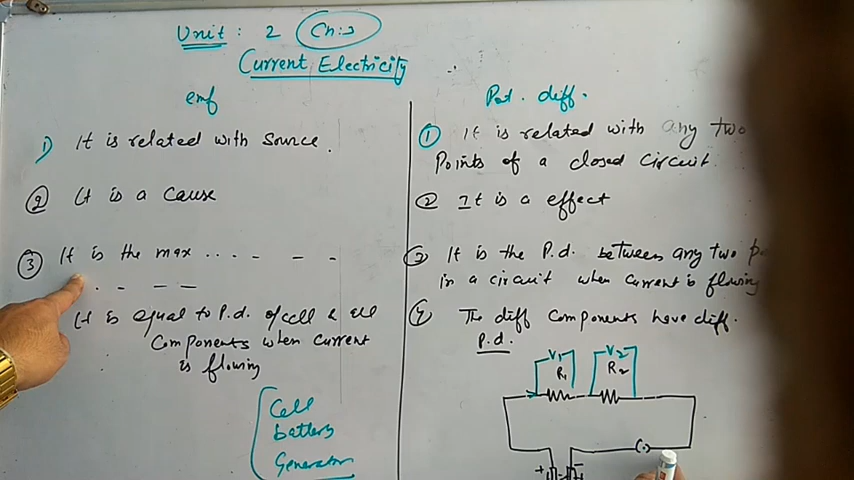 Unit : 2 Ch:3
Current Electricity
emf
1) It is related with Source.
② It is a Cause
③ It is the max .... - - -
. - - -
It is equal to P.d. of cell & all
Components when current
is flowing
Cell
battery
Generator
Pot. diff.
① It is related with any two
Points of a closed circuit.
② It is a effect
③ It is the P.d. between any two
in a circuit when current is flowing
④ The diff components have diff.
P.d.
V1 V2
R1 R2
+ -